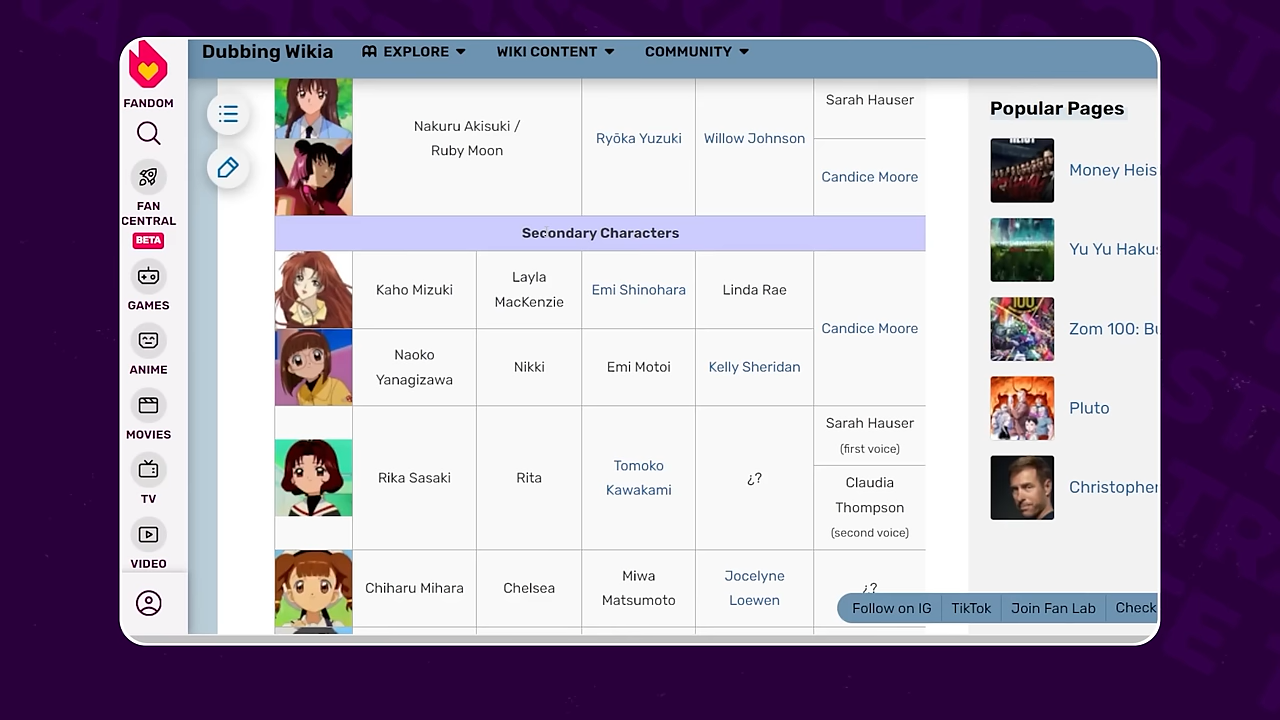 Dubbing Wikia
EXPLORE
WIKI CONTENT
COMMUNITY
FANDOM
FAN
CENTRAL
BETA
GAMES
ANIME
MOVIES
TV
VIDEO
Nakuru Akisuki /
Ruby Moon
Ryōka Yuzuki
Willow Johnson
Sarah Hauser
Candice Moore
Secondary Characters
Kaho Mizuki
Layla
MacKenzie
Emi Shinohara
Linda Rae
Candice Moore
Naoko
Yanagizawa
Nikki
Emi Motoi
Kelly Sheridan
Rika Sasaki
Rita
Tomoko
Kawakami
¿?
Sarah Hauser
(first voice)
Claudia
Thompson
(second voice)
Chiharu Mihara
Chelsea
Miwa
Matsumoto
Jocelyne
Loewen
¿?
Popular Pages
Money Heis
Yu Yu Haku
Zom 100: Bu
Pluto
Christopher
Follow on IG
TikTok
Join Fan Lab
Check